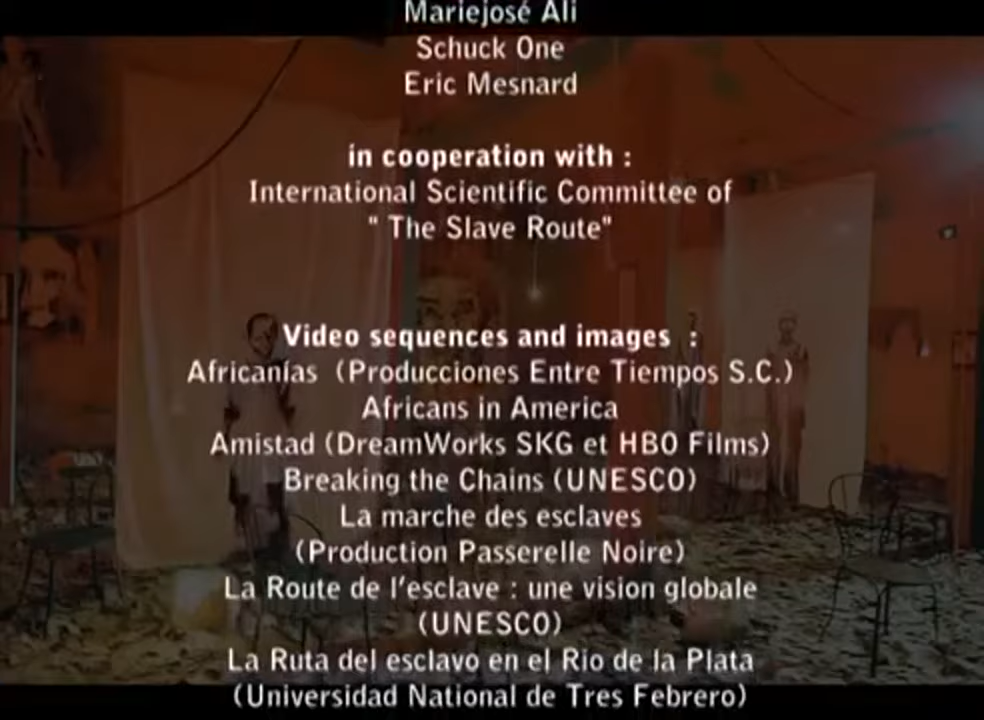 Mariejosé Ali
Schuck One
Eric Mesnard
in cooperation with :
International Scientific Committee of
" The Slave Route"
Video sequences and images :
Africanías (Producciones Entre Tiempos S.C.)
Africans in America
Amistad (DreamWorks SKG et HBO Films)
Breaking the Chains (UNESCO)
La marche des esclaves
(Production Passerelle Noire)
La Route de l'esclave : une vision globale
(UNESCO)
La Ruta del esclavo en el Rio de la Plata
(Universidad National de Tres Febrero)